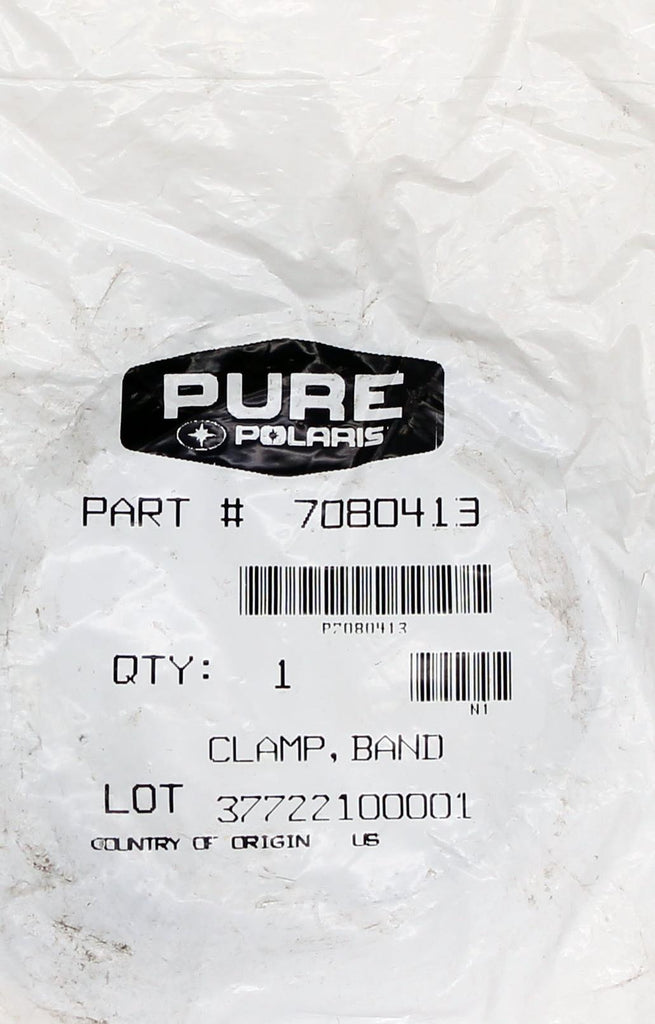 PURE
POLARIS
PART # 7080413
P7080413
QTY: 1
N1
CLAMP, BAND
LOT 37722100001
COUNTRY OF ORIGIN US